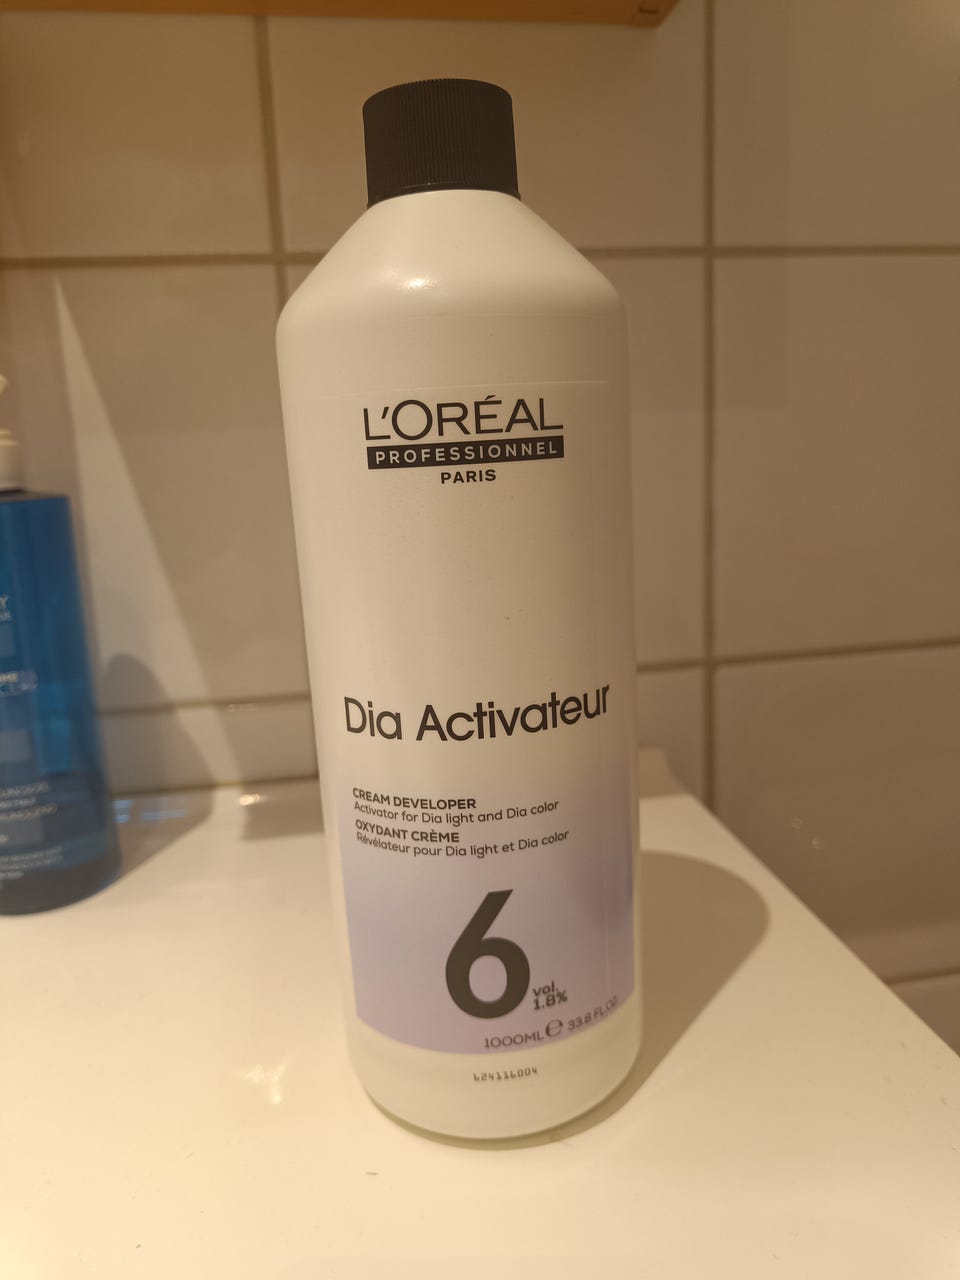 L'ORÉAL
PROFESSIONNEL
PARIS
Dia Activateur
CREAM DEVELOPER
Activator for Dia light and Dia color
OXYDANT CRÈME
Révélateur pour Dia light et Dia color
6 vol.
1.8%
1000ML e 33.8 FL.OZ.
624116004